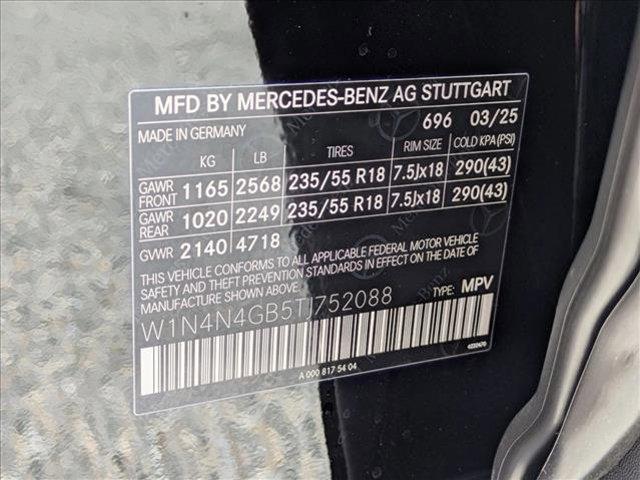 MFD BY MERCEDES-BENZ AG STUTTGART
MADE IN GERMANY 696 03/25
KG LB TIRES RIM SIZE COLD KPA(PSI)
GAWR FRONT 1165 2568 235/55 R18 7.5Jx18 290(43)
GAWR REAR 1020 2249 235/55 R18 7.5Jx18 290(43)
GVWR 2140 4718
THIS VEHICLE CONFORMS TO ALL APPLICABLE FEDERAL MOTOR VEHICLE
SAFETY AND THEFT PREVENTION STANDARDS IN EFFECT ON THE DATE OF
MANUFACTURE SHOWN ABOVE.
W1N4N4GB5TJ752088 TYPE: MPV
A 000 817 54 04